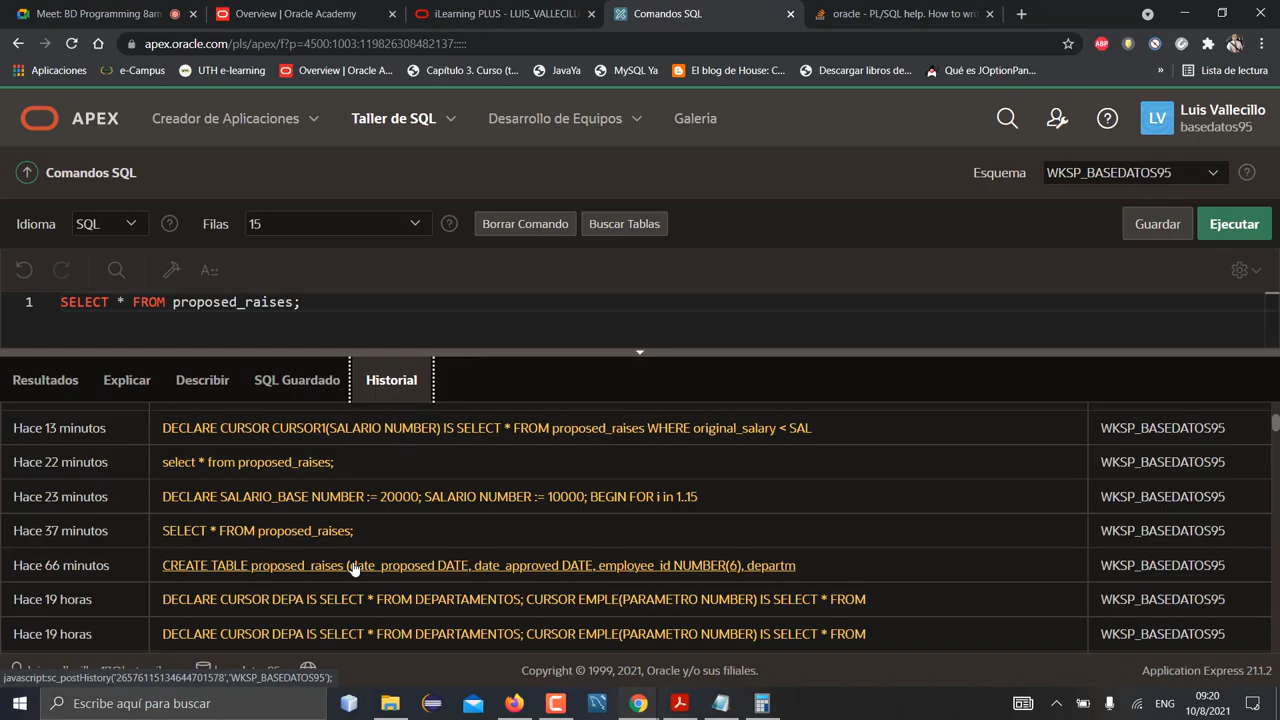 Meet: BD Programming 8am
Overview | Oracle Academy
iLearning PLUS - LUIS_VALLECILL
Comandos SQL
oracle - PL/SQL help. How to wri
apex.oracle.com/pls/apex/f?p=4500:1003:119826308482137:::::
Aplicaciones
e-Campus
UTH e-learning
Overview | Oracle A...
Capítulo 3. Curso (t...
JavaYa
MySQL Ya
El blog de House: C...
Descargar libros de...
Qué es JOptionPan...
»
Lista de lectura
APEX
Creador de Aplicaciones
Taller de SQL
Desarrollo de Equipos
Galería
LV
Luis Vallecillo
basedatos95
Comandos SQL
Esquema
WKSP_BASEDATOS95
Idioma
SQL
Filas
15
Borrar Comando
Buscar Tablas
Guardar
Ejecutar
1 SELECT * FROM proposed_raises;
Resultados
Explicar
Describir
SQL Guardado
Historial
Hace 13 minutos DECLARE CURSOR CURSOR1(SALARIO NUMBER) IS SELECT * FROM proposed_raises WHERE original_salary < SAL WKSP_BASEDATOS95
Hace 22 minutos select * from proposed_raises; WKSP_BASEDATOS95
Hace 23 minutos DECLARE SALARIO_BASE NUMBER := 20000; SALARIO NUMBER := 10000; BEGIN FOR i in 1..15 WKSP_BASEDATOS95
Hace 37 minutos SELECT * FROM proposed_raises; WKSP_BASEDATOS95
Hace 66 minutos CREATE TABLE proposed_raises (date_proposed DATE, date_approved DATE, employee_id NUMBER(6), departm WKSP_BASEDATOS95
Hace 19 horas DECLARE CURSOR DEPA IS SELECT * FROM DEPARTAMENTOS; CURSOR EMPLE(PARAMETRO NUMBER) IS SELECT * FROM WKSP_BASEDATOS95
Hace 19 horas DECLARE CURSOR DEPA IS SELECT * FROM DEPARTAMENTOS; CURSOR EMPLE(PARAMETRO NUMBER) IS SELECT * FROM WKSP_BASEDATOS95
Copyright © 1999, 2021, Oracle y/o sus filiales.
Application Express 21.1.2
javascript:sc_postHistory('26576115134644701578','WKSP_BASEDATOS95');
Escribe aquí para buscar
ENG
09:20
10/8/2021